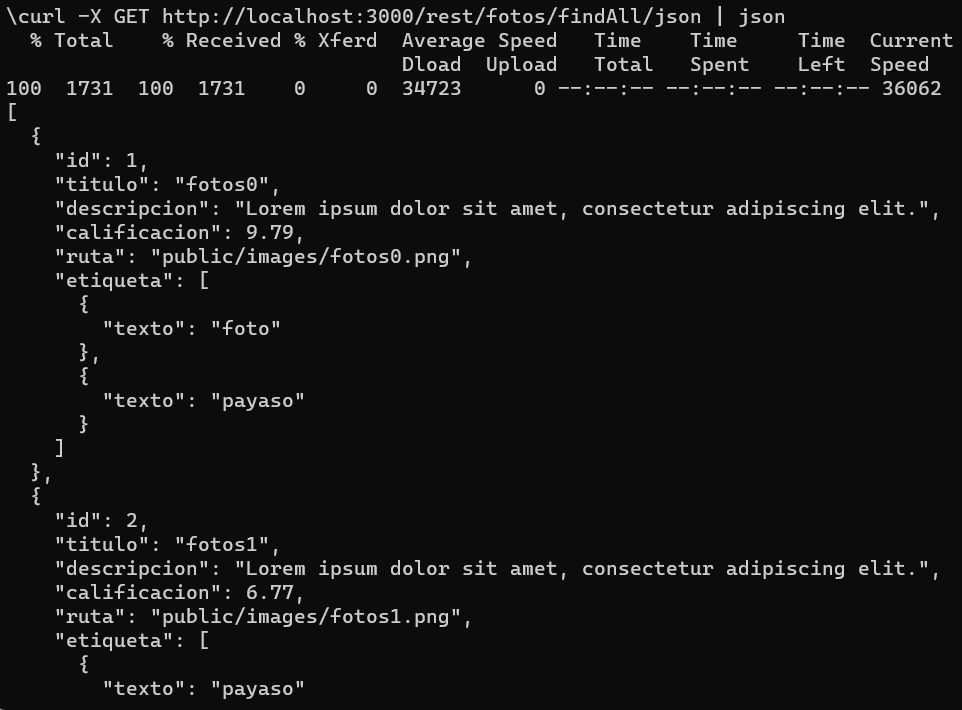 \curl -X GET http://localhost:3000/rest/fotos/findAll/json | json
  % Total    % Received % Xferd  Average Speed   Time    Time     Time  Current
                                 Dload  Upload   Total   Spent    Left  Speed
100  1731  100  1731    0     0  34723      0 --:--:-- --:--:-- --:--:-- 36062
[
  {
    "id": 1,
    "titulo": "fotos0",
    "descripcion": "Lorem ipsum dolor sit amet, consectetur adipiscing elit.",
    "calificacion": 9.79,
    "ruta": "public/images/fotos0.png",
    "etiqueta": [
      {
        "texto": "foto"
      },
      {
        "texto": "payaso"
      }
    ]
  },
  {
    "id": 2,
    "titulo": "fotos1",
    "descripcion": "Lorem ipsum dolor sit amet, consectetur adipiscing elit.",
    "calificacion": 6.77,
    "ruta": "public/images/fotos1.png",
    "etiqueta": [
      {
        "texto": "payaso"